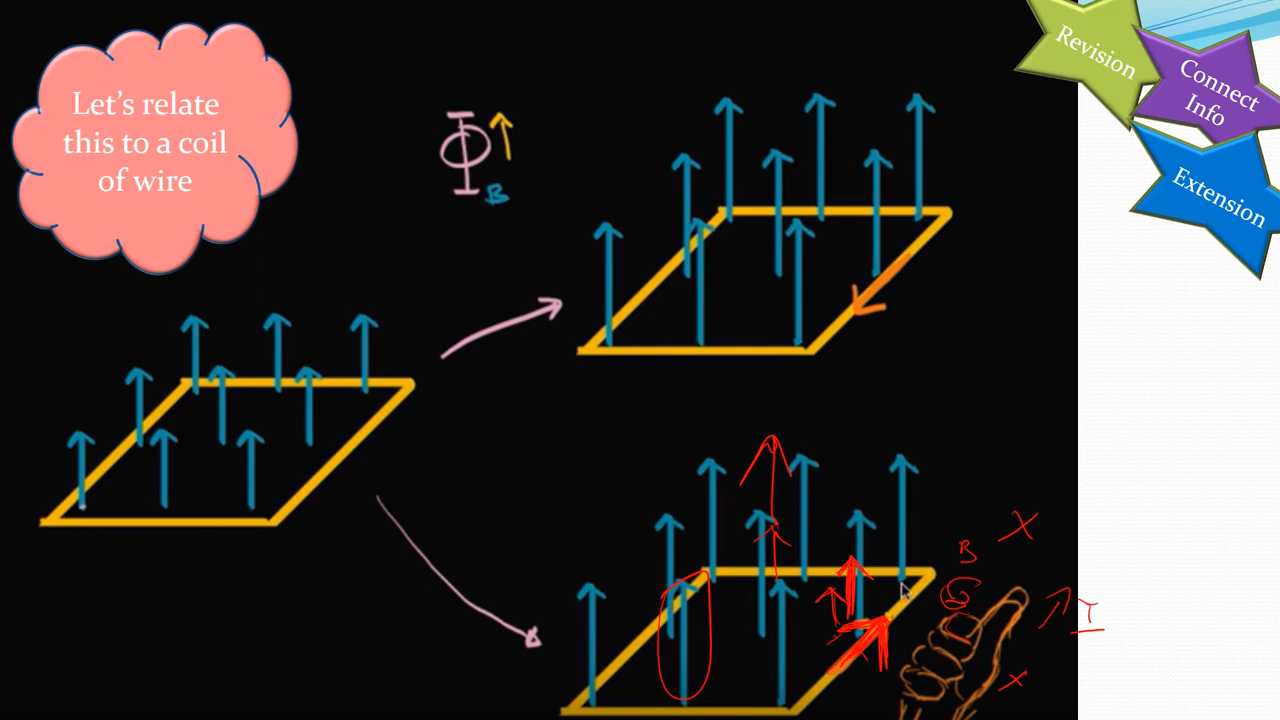 Let's relate
this to a coil
of wire
Φ
B
Revision
Connect
Info
Extension
B
X
I
x